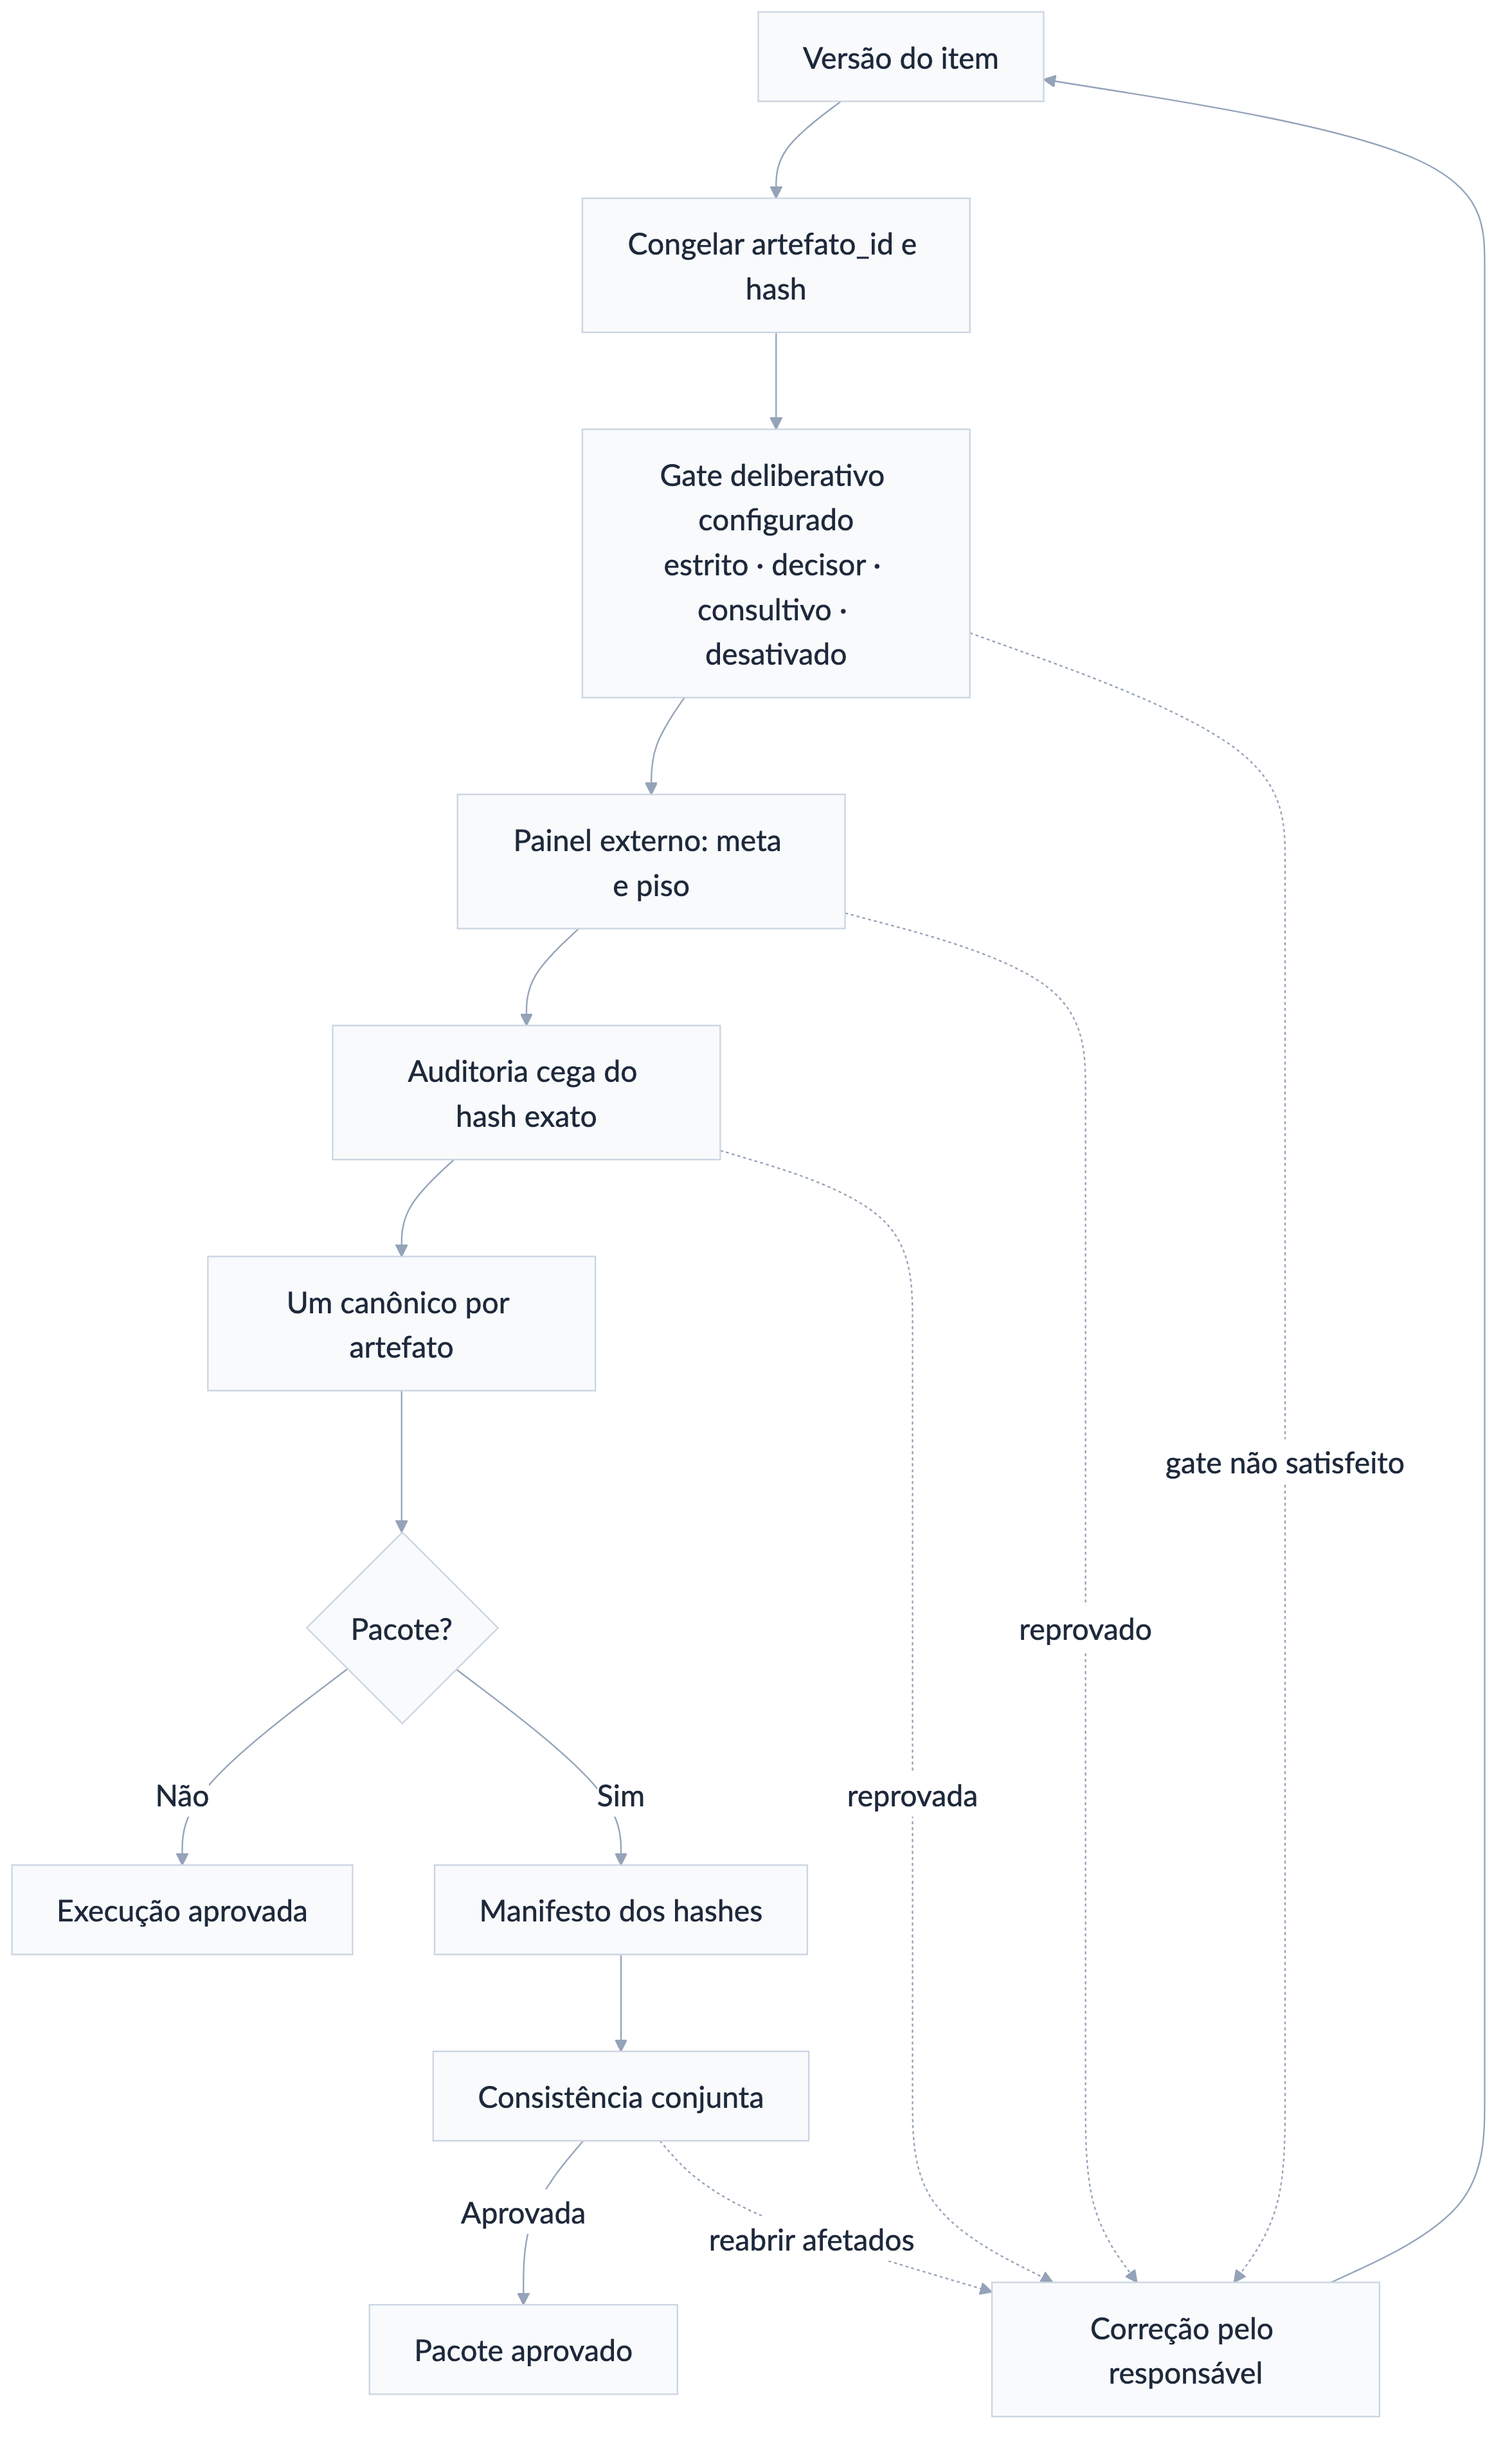 Versão do item
Congelar artefato_id e
hash
Gate deliberativo
configurado
estrito · decisor ·
consultivo ·
desativado
Painel externo: meta
e piso
Auditoria cega do
hash exato
Um canônico por
artefato
gate não satisfeito
Pacote?
reprovado
Não
Sim
reprovada
Execução aprovada
Manifesto dos hashes
Consistência conjunta
Aprovada
reabrir afetados
Pacote aprovado
Correção pelo
responsável